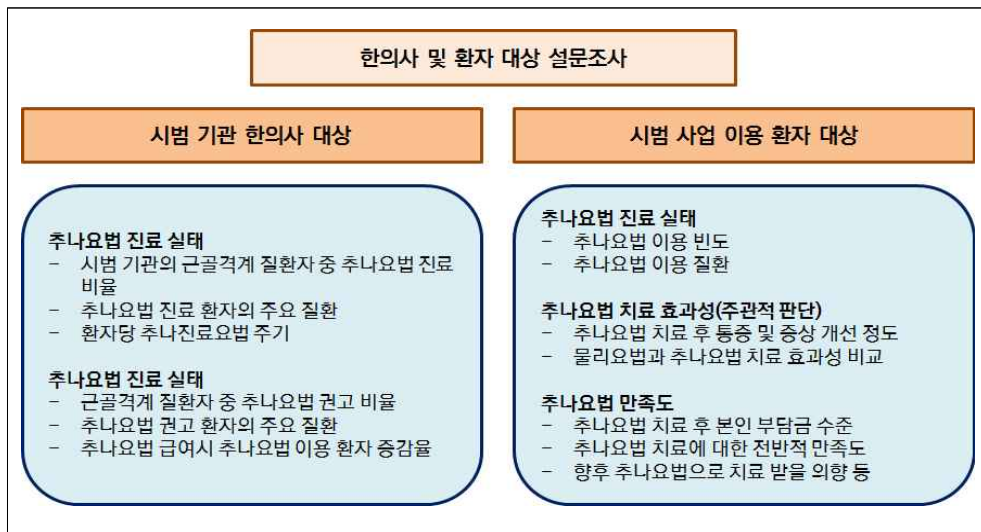 한의사 및 환자 대상 설문조사
시범 기관 한의사 대상
추나요법 진료 실태
- 시범 기관의 근골격계 질환자 중 추나요법 진료
비율
- 추나요법 진료 환자의 주요 질환
- 환자당 추나진료요법 주기
추나요법 진료 실태
- 근골격계 질환자 중 추나요법 권고 비율
- 추나요법 권고 환자의 주요 질환
- 추나요법 급여시 추나요법 이용 환자 증감율
시범 사업 이용 환자 대상
추나요법 진료 실태
- 추나요법 이용 빈도
- 추나요법 이용 질환
추나요법 치료 효과성(주관적 판단)
- 추나요법 치료 후 통증 및 증상 개선 정도
- 물리요법과 추나요법 치료 효과성 비교
추나요법 만족도
- 추나요법 치료 후 본인 부담금 수준
- 추나요법 치료에 대한 전반적 만족도
- 향후 추나요법으로 치료 받을 의향 등